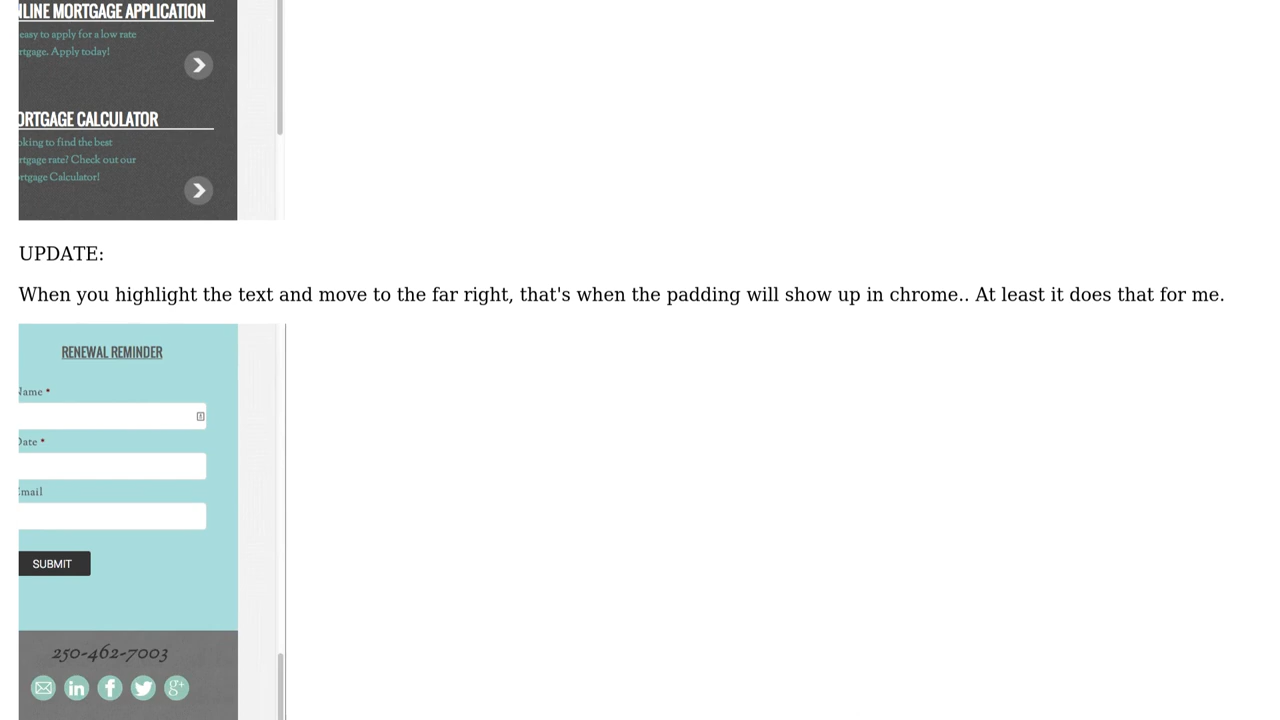 NLINE MORTGAGE APPLICATION
easy to apply for a low rate
rtgage. Apply today!
ORTGAGE CALCULATOR
oking to find the best
rtgage rate? Check out our
rtgage Calculator!
UPDATE:
When you highlight the text and move to the far right, that's when the padding will show up in chrome.. At least it does that for me.
RENEWAL REMINDER
Name *
Date *
Email
SUBMIT
250-462-7003
in f g+